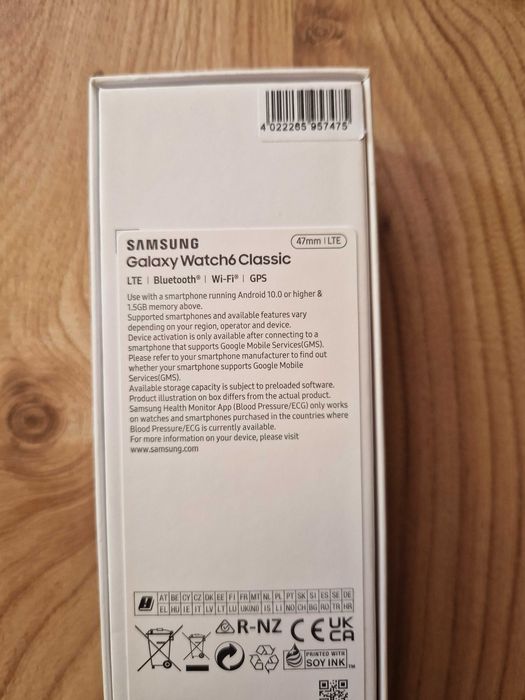 4 022265 957475
SAMSUNG
47mm | LTE
Galaxy Watch6 Classic
LTE | Bluetooth® | Wi-Fi® | GPS
Use with a smartphone running Android 10.0 or higher &
1.5GB memory above.
Supported smartphones and available features vary
depending on your region, operator and device.
Device activation is only available after connecting to a
smartphone that supports Google Mobile Services(GMS).
Please refer to your smartphone manufacturer to find out
whether your smartphone supports Google Mobile
Services(GMS).
Available storage capacity is subject to preloaded software.
Product illustration on box differs from the actual product.
Samsung Health Monitor App (Blood Pressure/ECG) only works
on watches and smartphones purchased in the countries where
Blood Pressure/ECG is currently available.
For more information on your device, please visit
www.samsung.com
AT BE CY CZ DK EE FI FR MT NL PL PT SK SI ES SE DE
EL HU IE IT LV LT LU UK(NI) IS LI NO CH BG RO TR HR
R-NZ CE UKCA
PRINTED WITH
SOY INK™